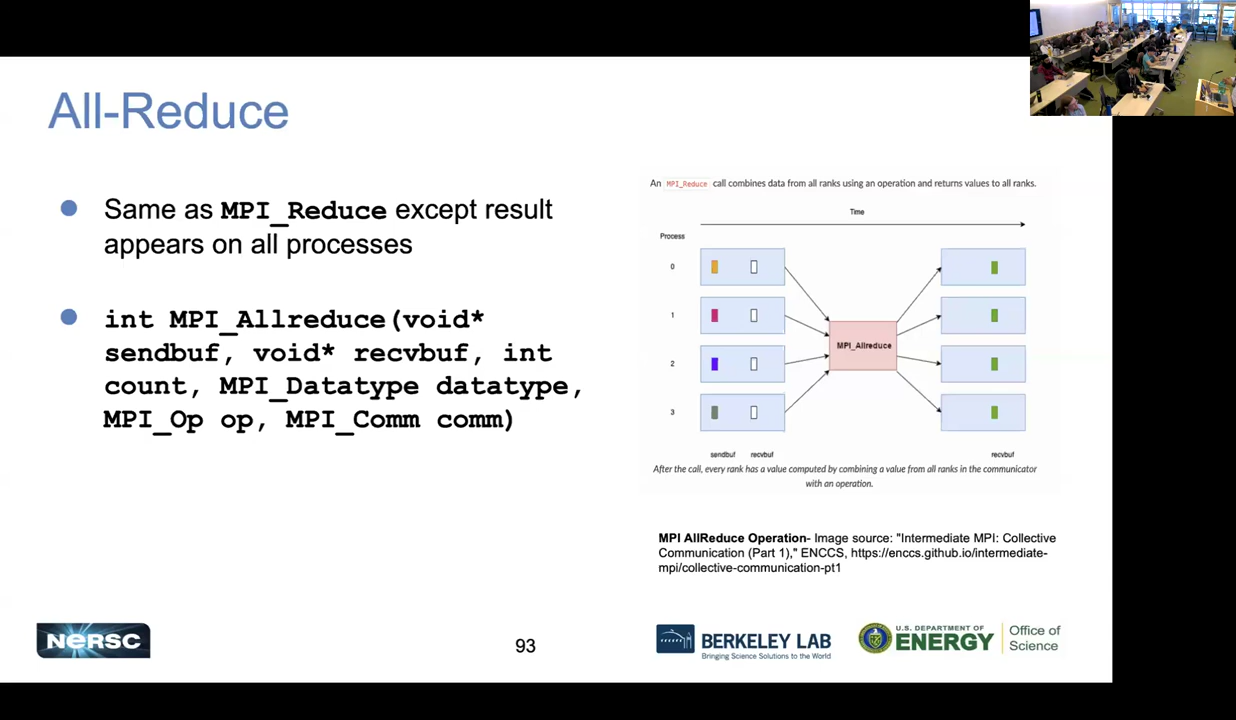 All-Reduce
Same as MPI_Reduce except result
appears on all processes
int MPI_Allreduce(void*
sendbuf, void* recvbuf, int
count, MPI_Datatype datatype,
MPI_Op op, MPI_Comm comm)
An MPI_Reduce call combines data from all ranks using an operation and returns values to all ranks.
Time
Process
0
1
2
3
MPI_Allreduce
sendbuf recvbuf
recvbuf
After the call, every rank has a value computed by combining a value from all ranks in the communicator
with an operation.
MPI AllReduce Operation- Image source: "Intermediate MPI: Collective
Communication (Part 1)," ENCCS, https://enccs.github.io/intermediate-
mpi/collective-communication-pt1
NERSC
93
BERKELEY LAB
Bringing Science Solutions to the World
U.S. DEPARTMENT OF
ENERGY
Office of
Science